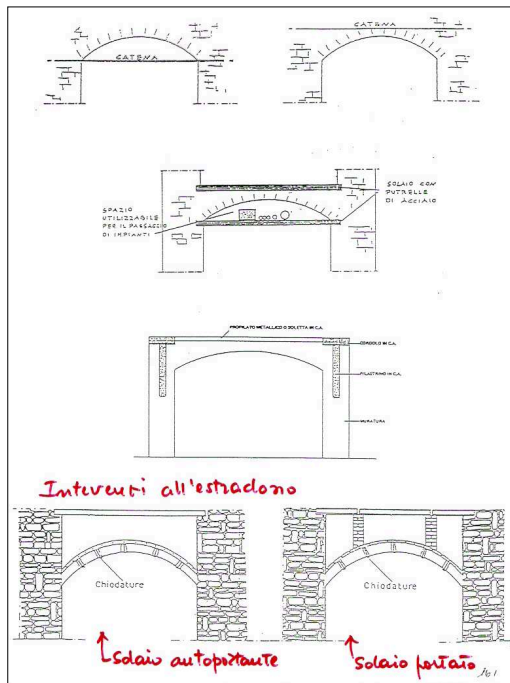 CATENA
CATENA
SPAZIO
UTILIZZABILE
PER IL PASSAGGIO
DI IMPIANTI
SOLAIO CON
PUTRELLE
DI ACCIAIO
PROFILATO METALLICO O SOLETTA IN C.A.
CORDOLO IN C.A.
PILASTRINO IN C.A.
MURATURA
Interventi all'estradosso
Chiodature
Chiodature
Solaio autoportante
Solaio portato